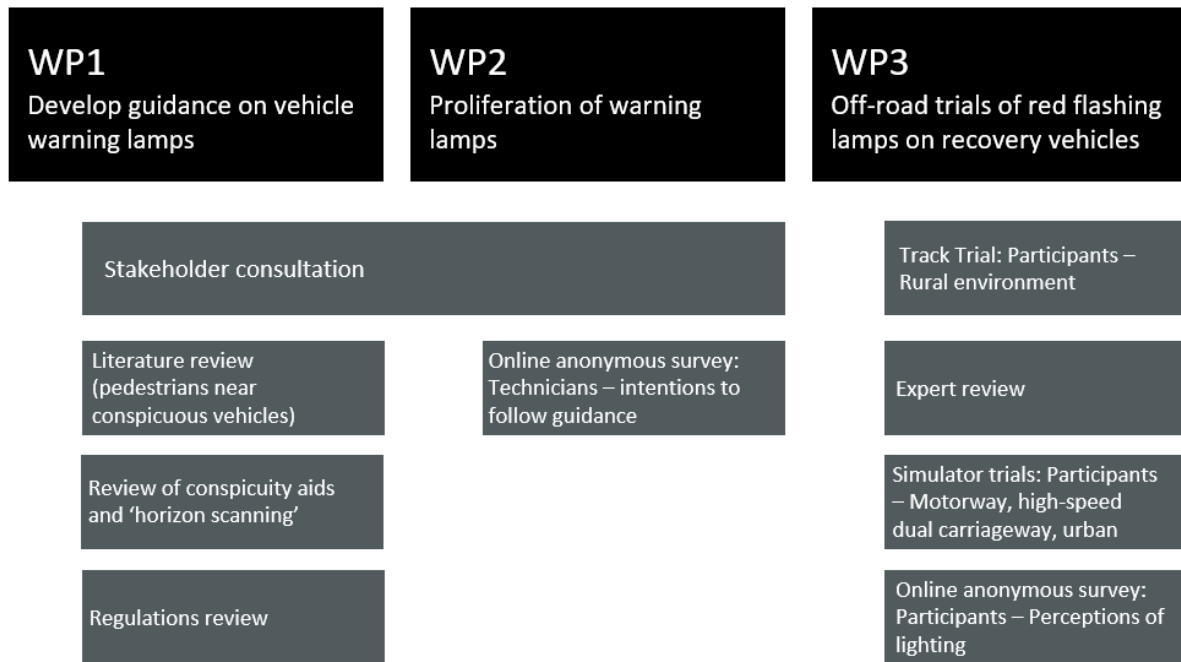 WP1
Develop guidance on vehicle
warning lamps
WP2
Proliferation of warning
lamps
WP3
Off-road trials of red flashing
lamps on recovery vehicles
Stakeholder consultation
Track Trial: Participants –
Rural environment
Literature review
(pedestrians near
conspicuous vehicles)
Online anonymous survey:
Technicians – intentions to
follow guidance
Expert review
Review of conspicuity aids
and ‘horizon scanning’
Simulator trials: Participants
– Motorway, high-speed
dual carriageway, urban
Regulations review
Online anonymous survey:
Participants – Perceptions of
lighting